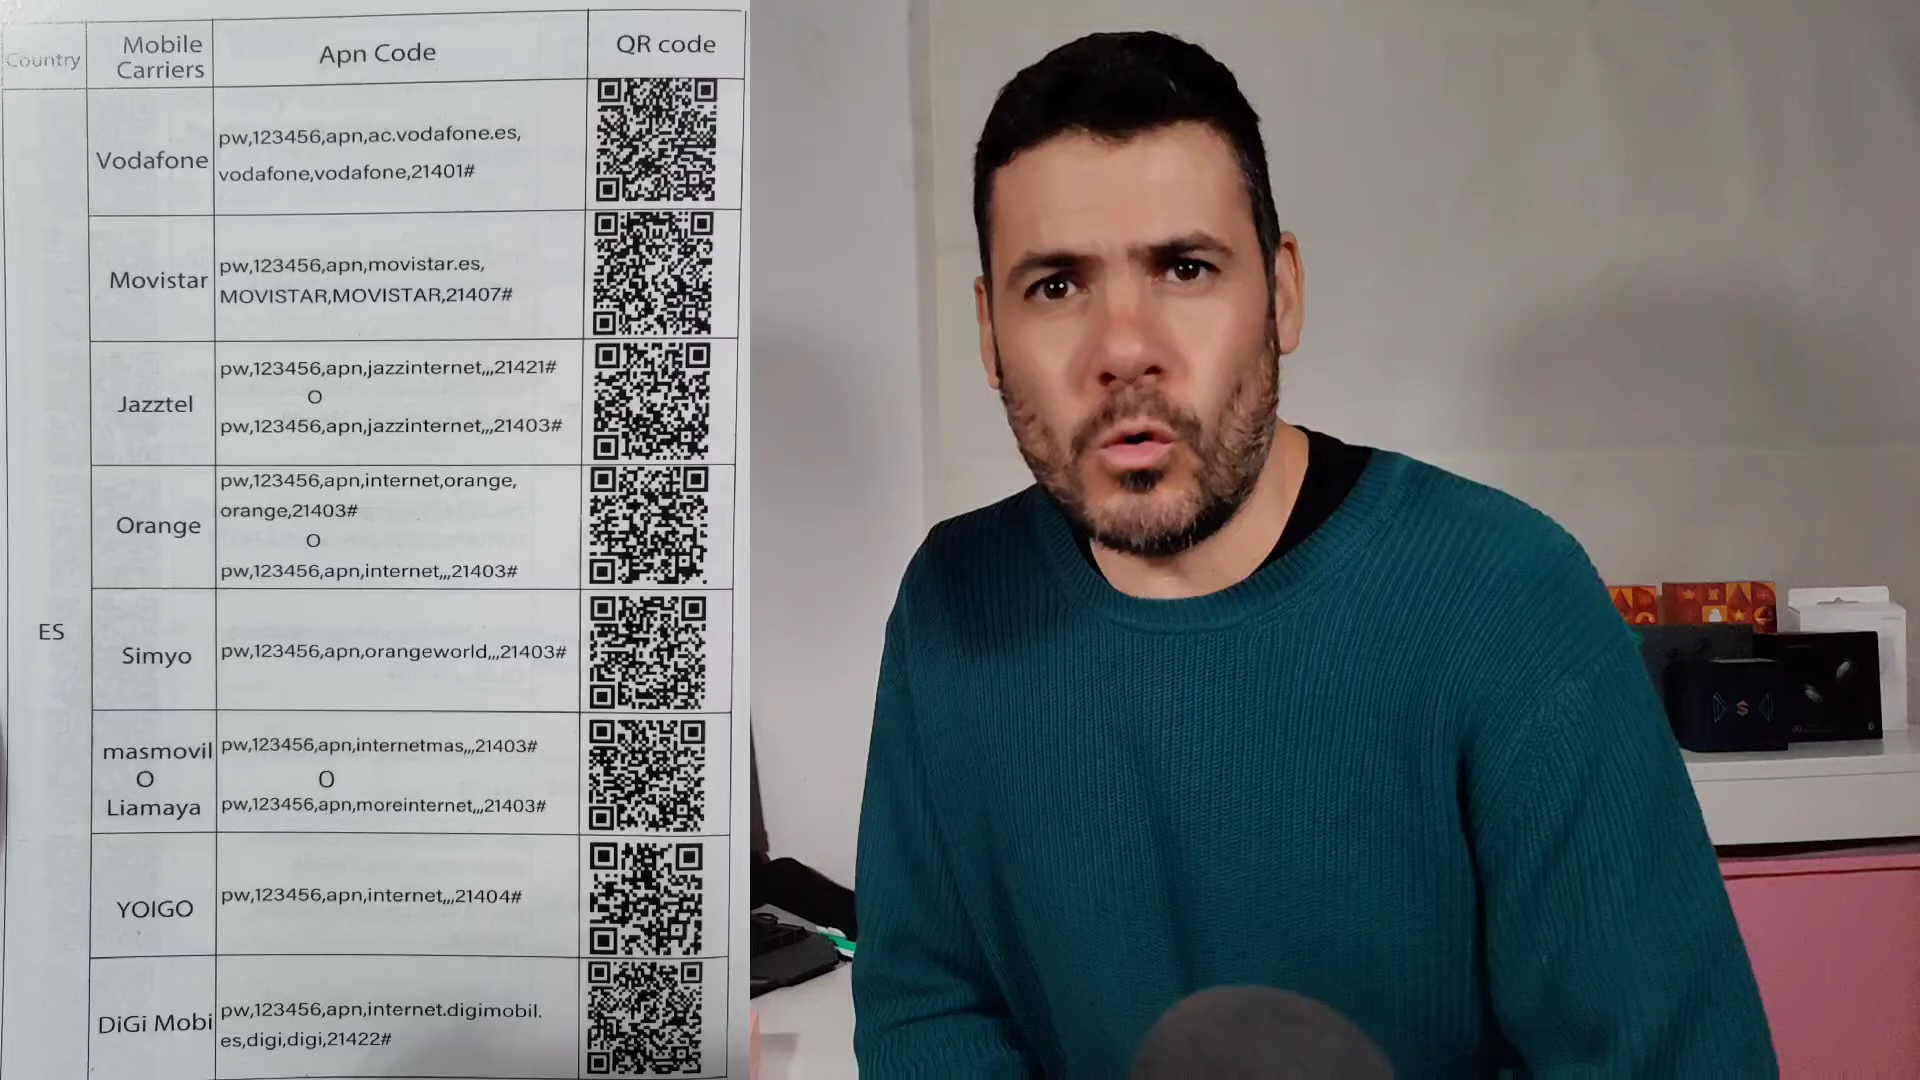 Country
Mobile
Carriers
Apn Code
QR code
ES
Vodafone
pw,123456,apn,ac.vodafone.es,
vodafone,vodafone,21401#
Movistar
pw,123456,apn,movistar.es,
MOVISTAR,MOVISTAR,21407#
Jazztel
pw,123456,apn,jazzinternet,,,21421#
O
pw,123456,apn,jazzinternet,,,21403#
Orange
pw,123456,apn,internet,orange,
orange,21403#
O
pw,123456,apn,internet,,,21403#
Simyo
pw,123456,apn,orangeworld,,,21403#
masmovil
O
Liamaya
pw,123456,apn,internetmas,,,21403#
O
pw,123456,apn,moreinternet,,,21403#
YOIGO
pw,123456,apn,internet,,,21404#
DiGi Mobi
pw,123456,apn,internet.digimobil.
es,digi,digi,21422#